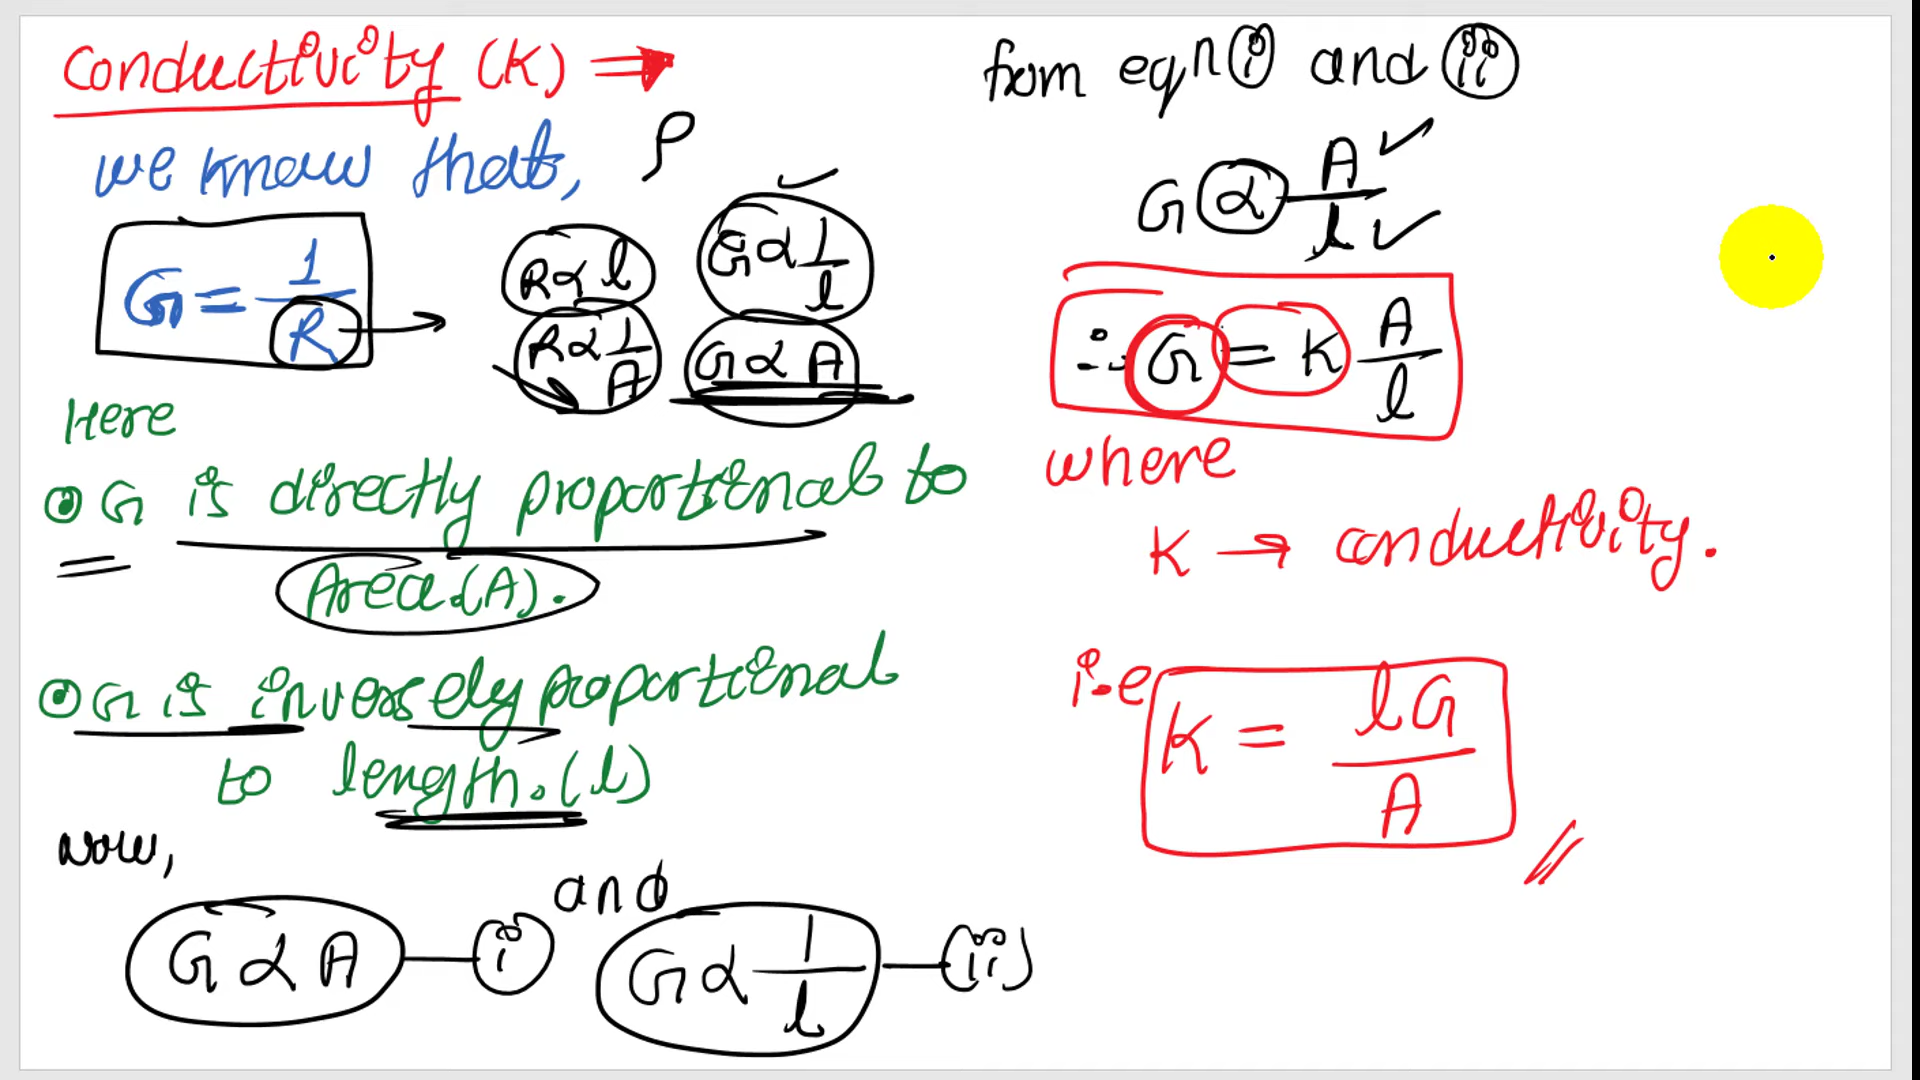 Conductivity (K) ⇒
we know that, ρ
G = 1/R →
R ∝ l
G ∝ 1/l
R ∝ 1/A
G ∝ A
Here
⊙ G is directly proportional to
Area.(A).
⊙ G is inversely proportional
to length.(l)
Now,
G ∝ A — (i) and G ∝ 1/l — (ii)
from eqn (i) and (ii)
G ∝ A/l
∴ G = K A/l
where
K → conductivity.
i.e K = lG/A